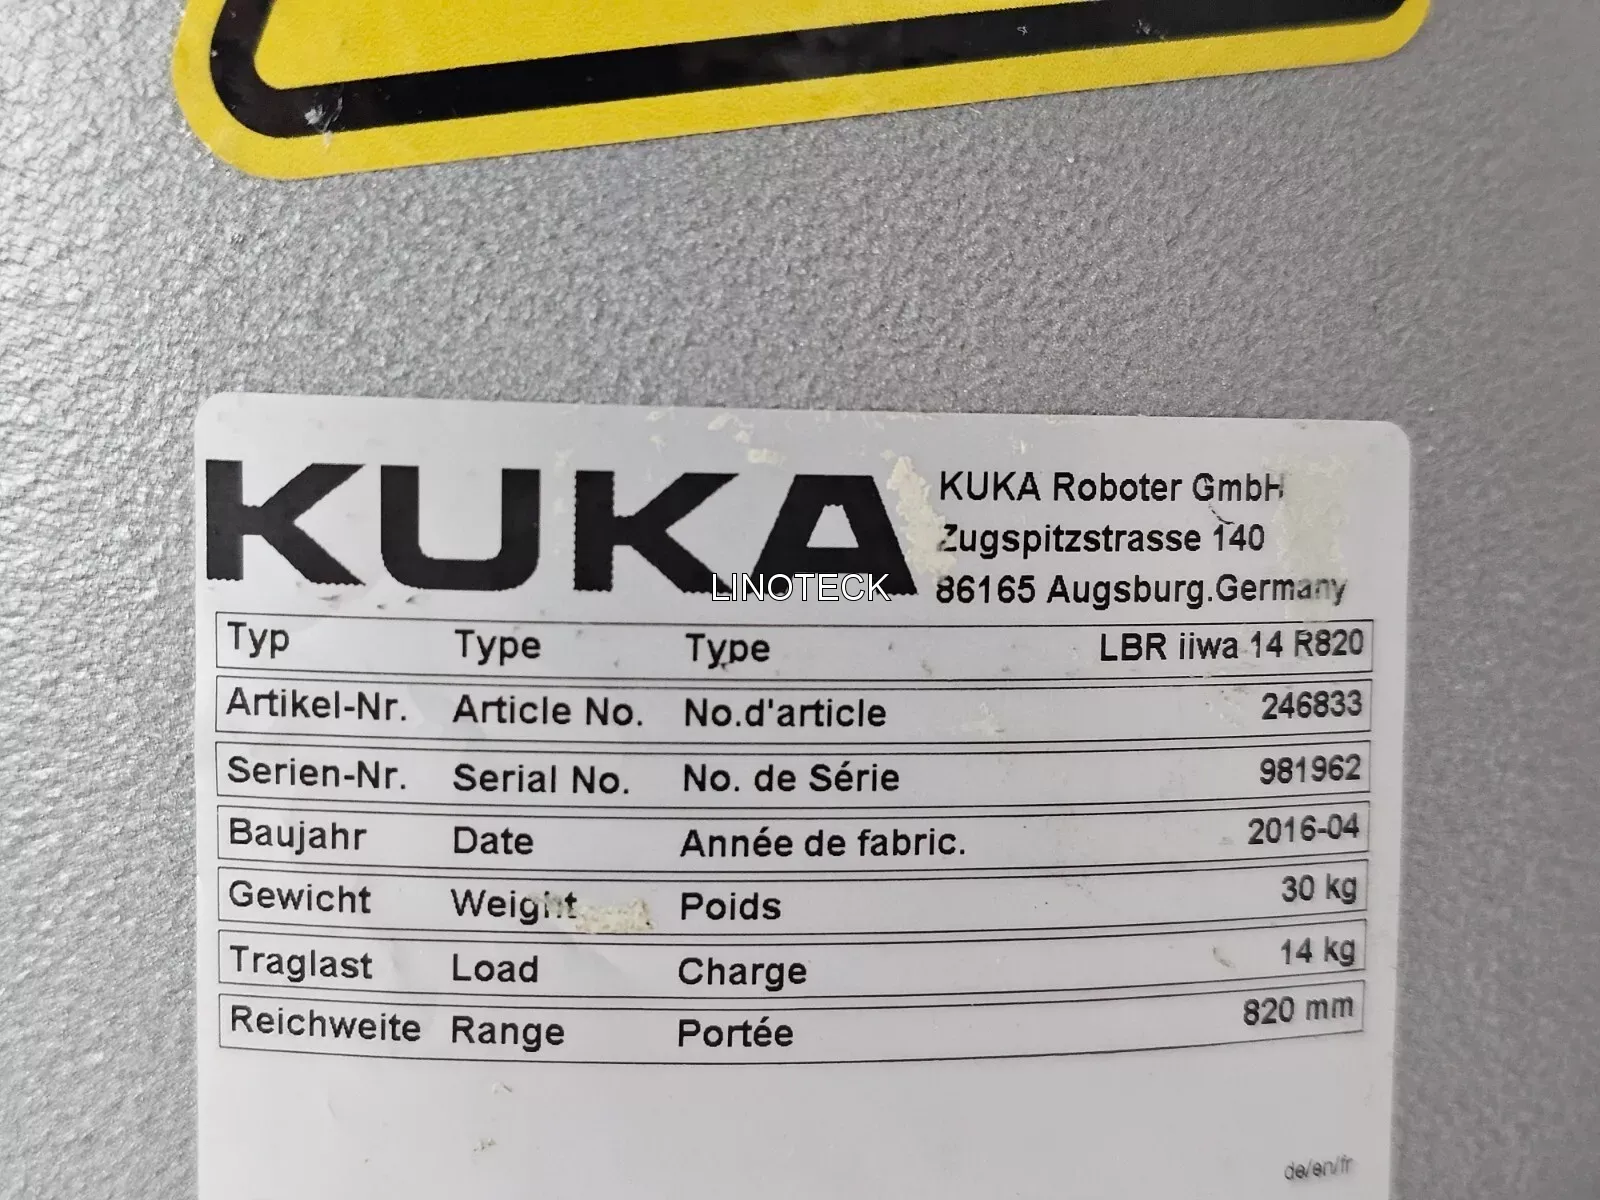 KUKA
KUKA Roboter GmbH
Zugspitzstrasse 140
86165 Augsburg.Germany
LINOTECK
Typ Type Type LBR iiwa 14 R820
Artikel-Nr. Article No. No.d'article 246833
Serien-Nr. Serial No. No. de Série 981962
Baujahr Date Année de fabric. 2016-04
Gewicht Weight Poids 30 kg
Traglast Load Charge 14 kg
Reichweite Range Portée 820 mm
de/en/fr